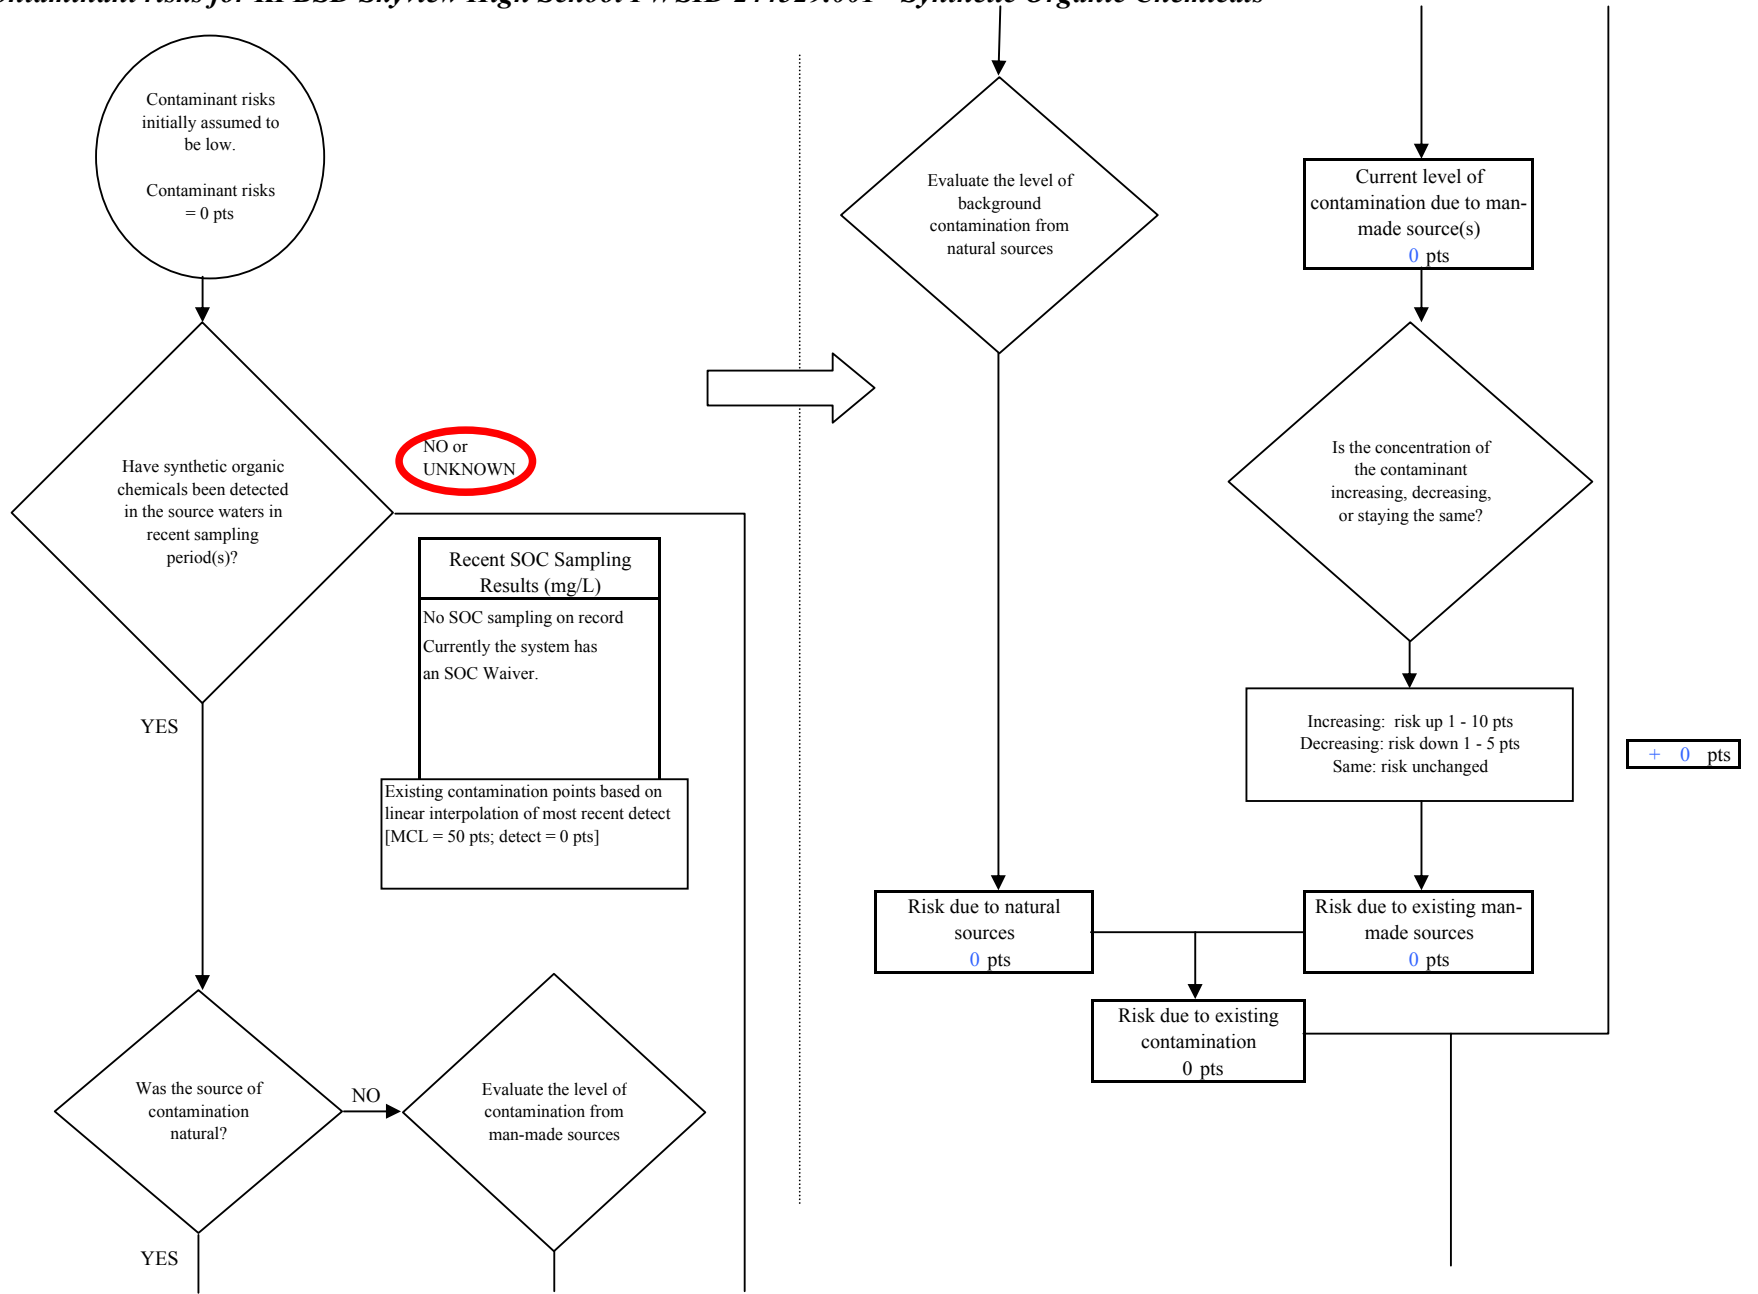 Contaminant risks
initially assumed to
be low.
Contaminant risks
= 0 pts
Have synthetic organic
chemicals been detected
in the source waters in
recent sampling
period(s)?
NO or
UNKNOWN
Recent SOC Sampling
Results (mg/L)
No SOC sampling on record
Currently the system has
an SOC Waiver.
YES
Existing contamination points based on
linear interpolation of most recent detect
[MCL = 50 pts; detect = 0 pts]
Was the source of
contamination
natural?
NO
Evaluate the level of
contamination from
man-made sources
YES
Evaluate the level of
background
contamination from
natural sources
Current level of
contamination due to man-
made source(s)
0 pts
Is the concentration of
the contaminant
increasing, decreasing,
or staying the same?
Increasing: risk up 1 - 10 pts
Decreasing: risk down 1 - 5 pts
Same: risk unchanged
+ 0 pts
Risk due to natural
sources
0 pts
Risk due to existing man-
made sources
0 pts
Risk due to existing
contamination
0 pts